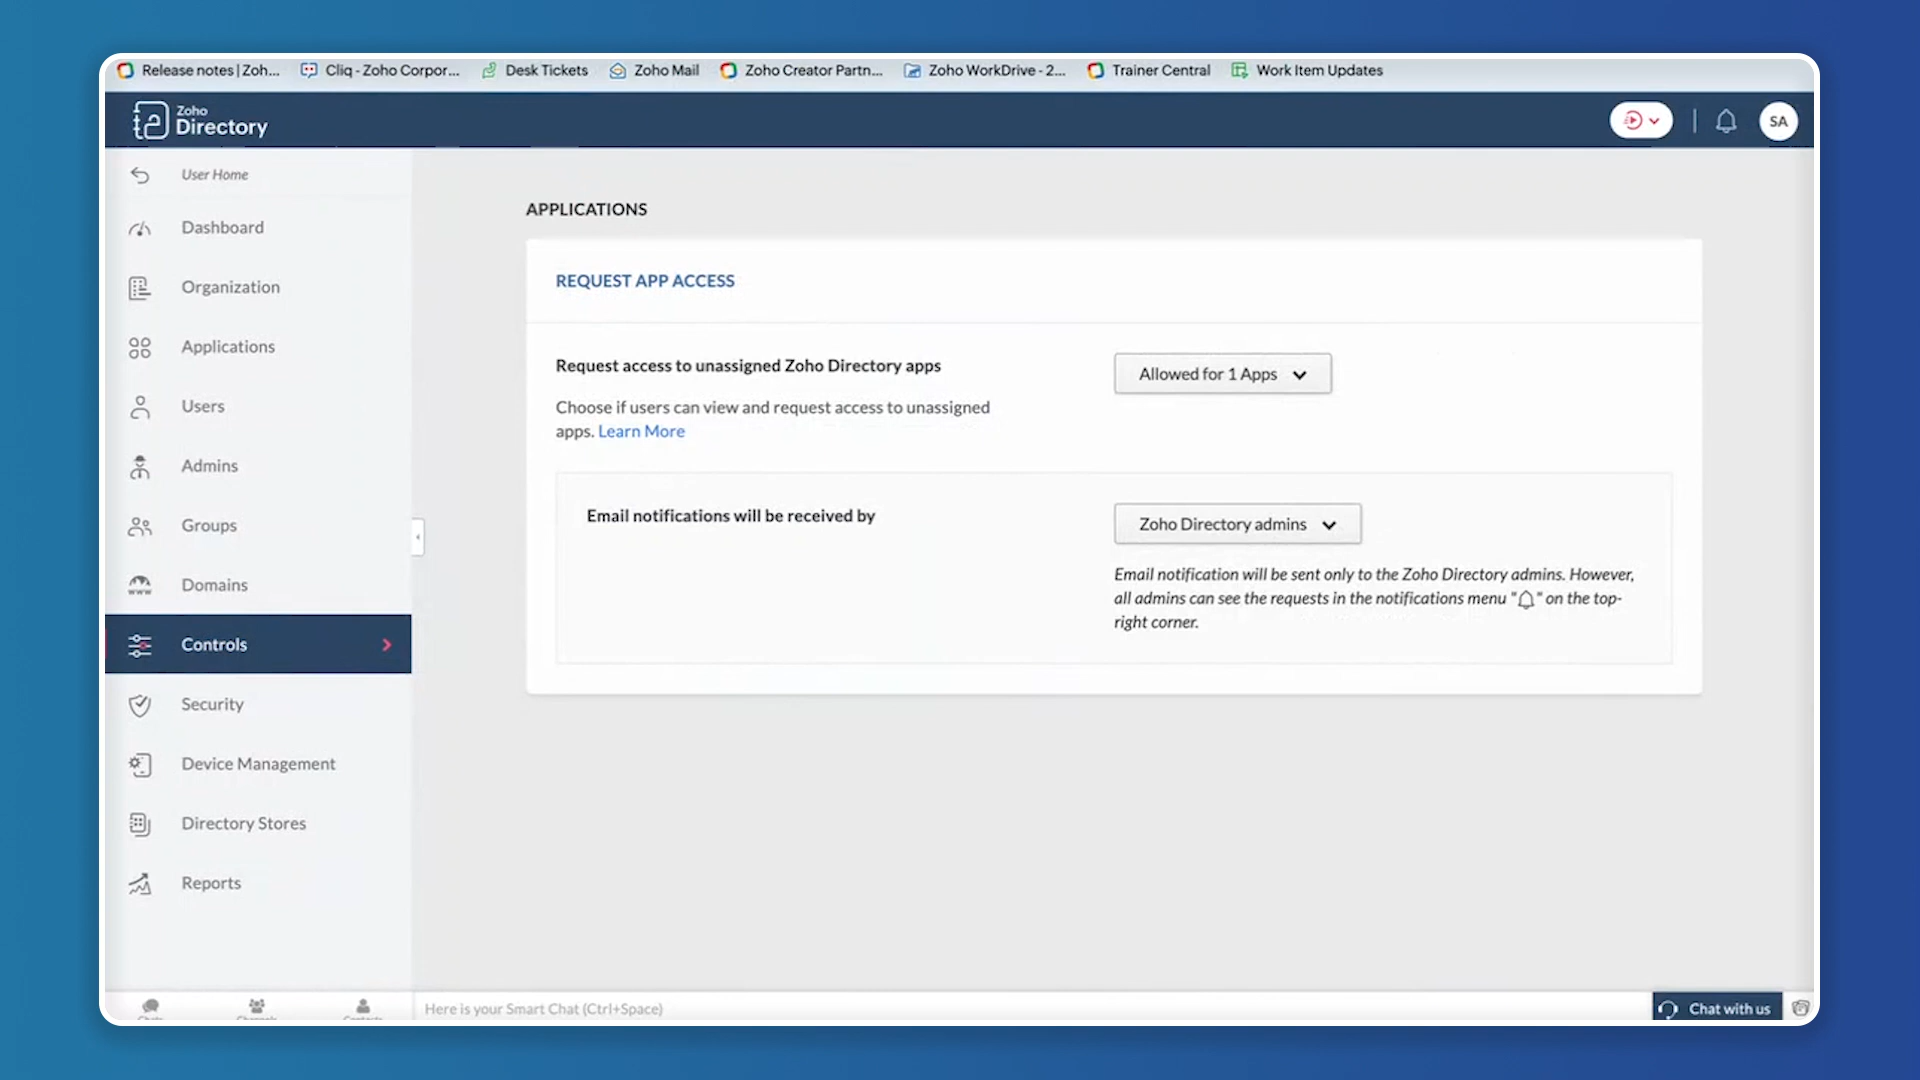 Release notes | Zoh...
Cliq - Zoho Corpor...
Desk Tickets
Zoho Mail
Zoho Creator Partn...
Zoho WorkDrive - 2...
Trainer Central
Work Item Updates
Zoho
Directory
SA
User Home
Dashboard
Organization
Applications
Users
Admins
Groups
Domains
Controls
Security
Device Management
Directory Stores
Reports
APPLICATIONS
REQUEST APP ACCESS
Request access to unassigned Zoho Directory apps
Allowed for 1 Apps
Choose if users can view and request access to unassigned
apps. Learn More
Email notifications will be received by
Zoho Directory admins
Email notification will be sent only to the Zoho Directory admins. However,
all admins can see the requests in the notifications menu "" on the top-
right corner.
Here is your Smart Chat (Ctrl+Space)
Chat with us